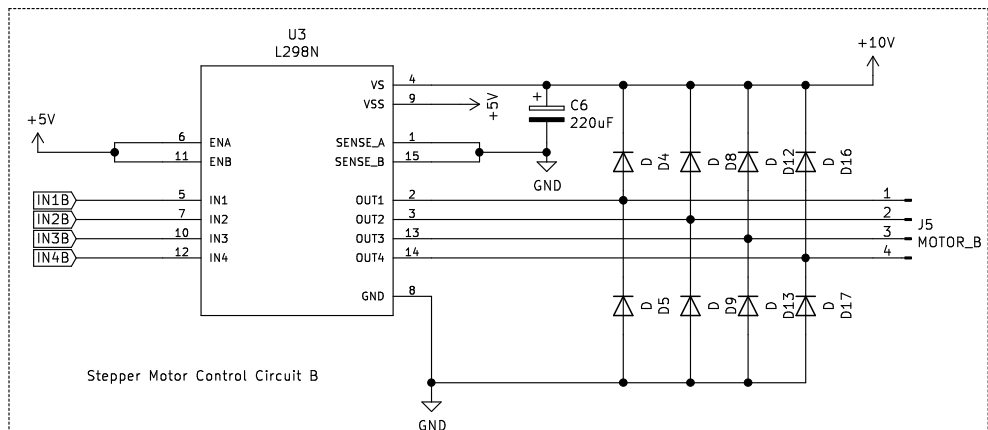 U3
L298N
+10V
VS 4
VSS 9
+5V
+
C6
220uF
+5V
6 ENA
11 ENB
SENSE_A 1
SENSE_B 15
GND
D D4
D D8
D D12
D D16
IN1B 5 IN1
OUT1 2
1
IN2B 7 IN2
OUT2 3
2
IN3B 10 IN3
OUT3 13
3
IN4B 12 IN4
OUT4 14
4
J5
MOTOR_B
GND 8
D D5
D D9
D D13
D D17
Stepper Motor Control Circuit B
GND